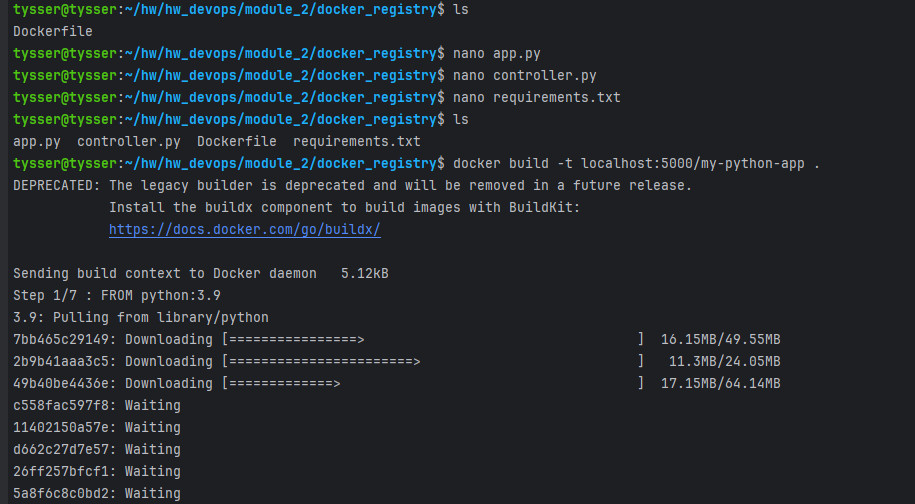 tysser@tysser:~/hw/hw_devops/module_2/docker_registry$ ls
Dockerfile
tysser@tysser:~/hw/hw_devops/module_2/docker_registry$ nano app.py
tysser@tysser:~/hw/hw_devops/module_2/docker_registry$ nano controller.py
tysser@tysser:~/hw/hw_devops/module_2/docker_registry$ nano requirements.txt
tysser@tysser:~/hw/hw_devops/module_2/docker_registry$ ls
app.py  controller.py  Dockerfile  requirements.txt
tysser@tysser:~/hw/hw_devops/module_2/docker_registry$ docker build -t localhost:5000/my-python-app .
DEPRECATED: The legacy builder is deprecated and will be removed in a future release.
            Install the buildx component to build images with BuildKit:
            https://docs.docker.com/go/buildx/
Sending build context to Docker daemon   5.12kB
Step 1/7 : FROM python:3.9
3.9: Pulling from library/python
7bb465c29149: Downloading [================>                                  ]  16.15MB/49.55MB
2b9b41aaa3c5: Downloading [=======================>                           ]   11.3MB/24.05MB
49b40be4436e: Downloading [=============>                                     ]  17.15MB/64.14MB
c558fac597f8: Waiting
11402150a57e: Waiting
d662c27d7e57: Waiting
26ff257bfcf1: Waiting
5a8f6c8c0bd2: Waiting